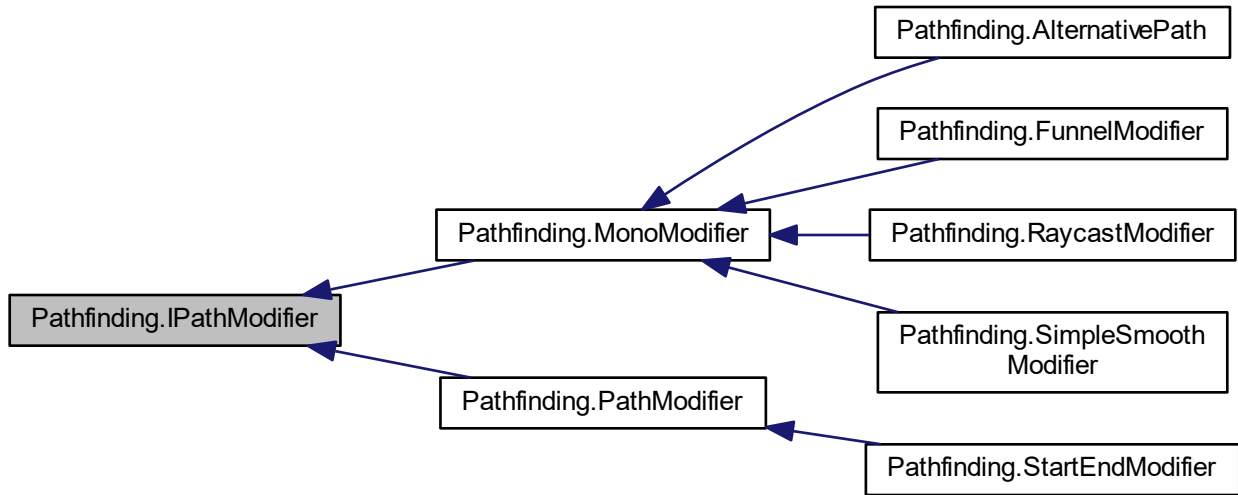 Pathfinding.AlternativePath
Pathfinding.FunnelModifier
Pathfinding.MonoModifier
Pathfinding.RaycastModifier
Pathfinding.IPathModifier
Pathfinding.SimpleSmooth
Modifier
Pathfinding.PathModifier
Pathfinding.StartEndModifier